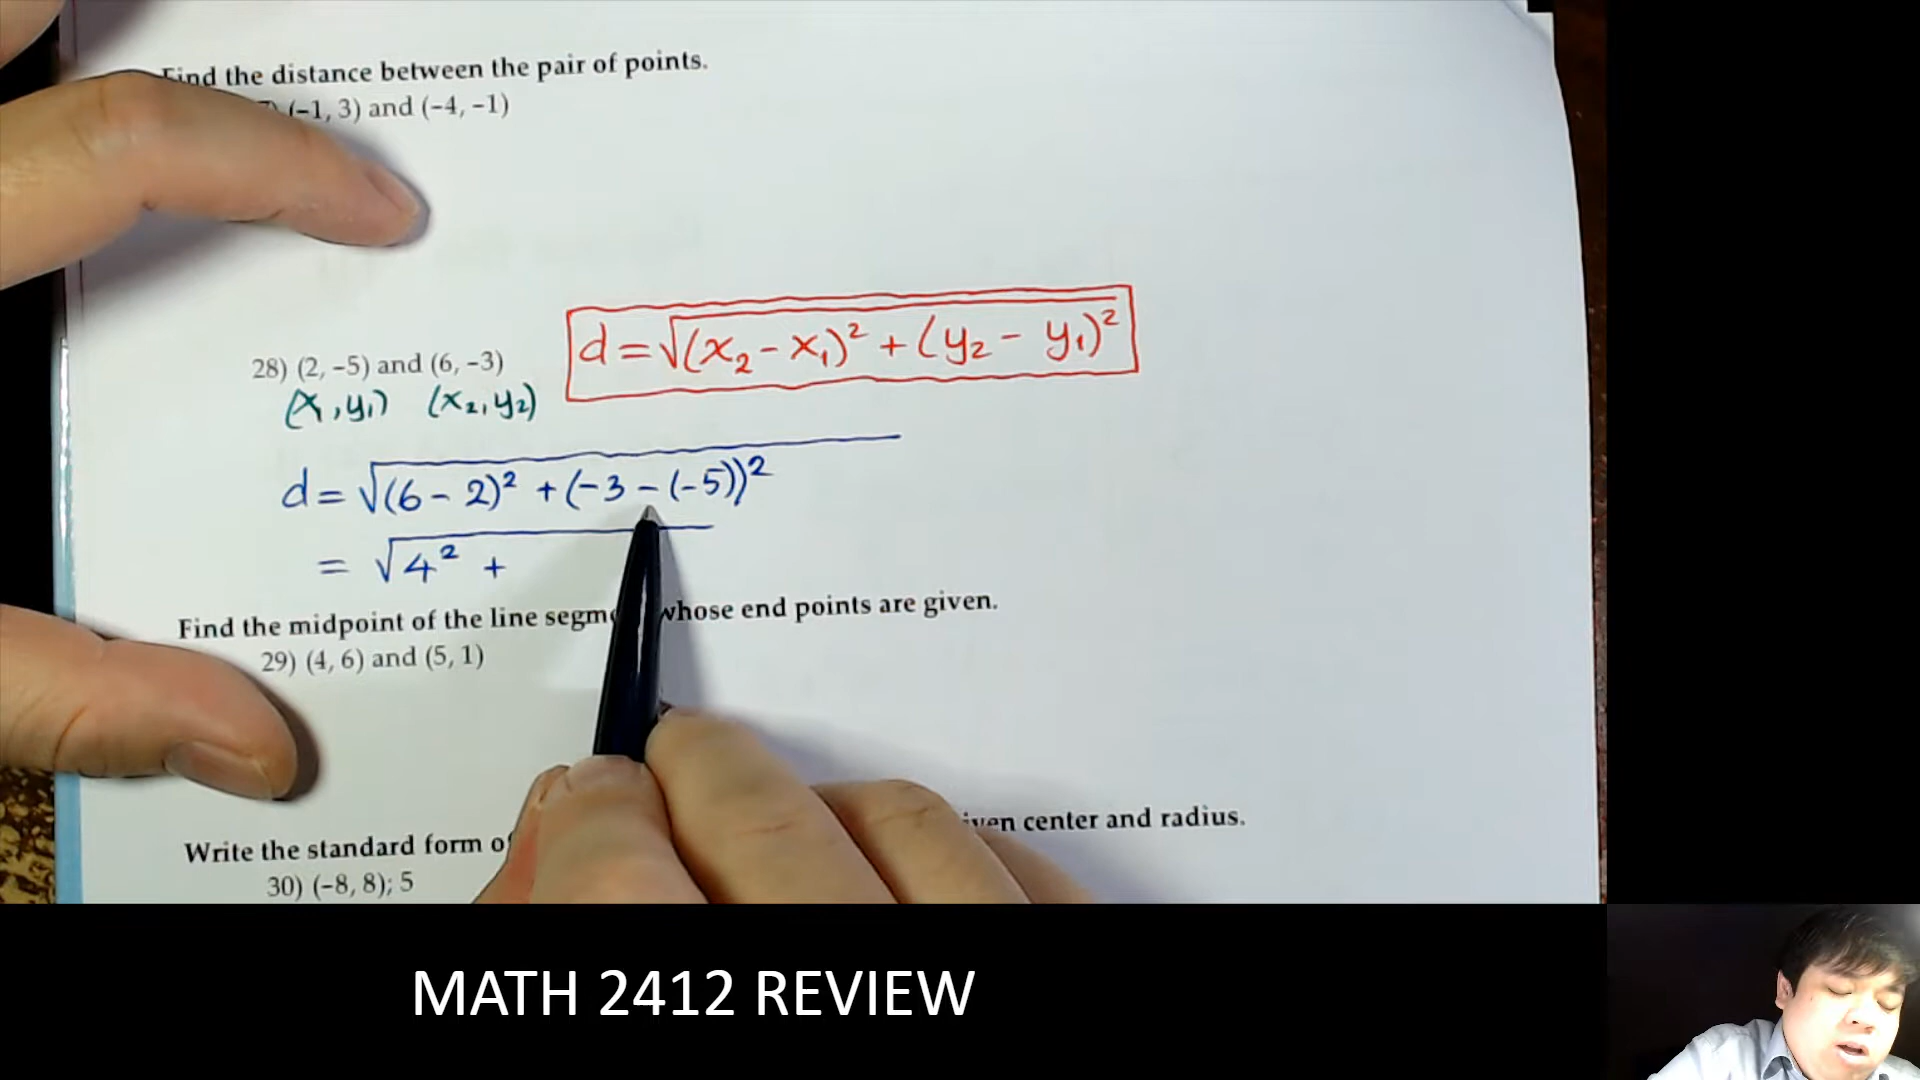 Find the distance between the pair of points.
(−1, 3) and (−4, −1)
d = √(x₂ − x₁)² + (y₂ − y₁)²
28) (2, −5) and (6, −3)
(x₁, y₁) (x₂, y₂)
d = √(6 − 2)² + (−3 − (−5))²
= √4² +
Find the midpoint of the line segm whose end points are given.
29) (4, 6) and (5, 1)
Write the standard form of center and radius.
30) (−8, 8); 5
MATH 2412 REVIEW